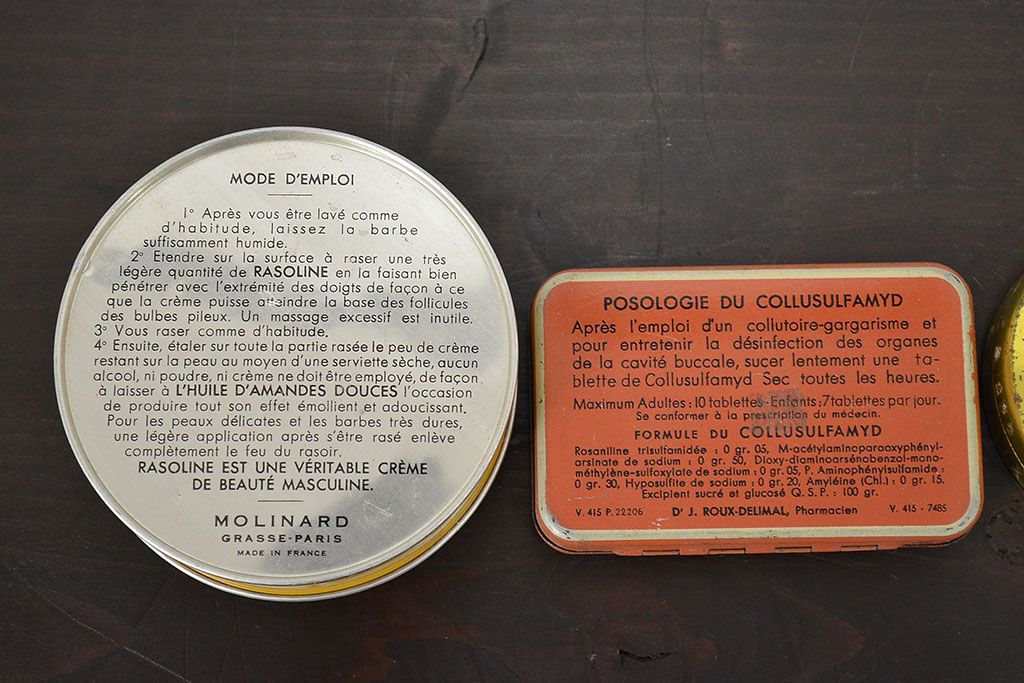 MODE D'EMPLOI
1° Après vous être lavé comme
d'habitude, laissez la barbe
suffisamment humide.
2° Etendre sur la surface à raser une très
légère quantité de RASOLINE en la faisant bien
pénétrer avec l'extrémité des doigts de façon à ce
que la crème puisse atteindre la base des follicules
des bulbes pileux. Un massage excessif est inutile.
3° Vous raser comme d'habitude.
4° Ensuite, étaler sur toute la partie rasée le peu de crème
restant sur la peau au moyen d'une serviette sèche, aucun
alcool, ni poudre, ni crème ne doit être employé, de façon
à laisser à L'HUILE D'AMANDES DOUCES l'occasion
de produire tout son effet émollient et adoucissant.
Pour les peaux délicates et les barbes très dures,
une légère application après s'être rasé enlève
complètement le feu du rasoir.
RASOLINE EST UNE VÉRITABLE CRÈME
DE BEAUTÉ MASCULINE.
MOLINARD
GRASSE-PARIS
MADE IN FRANCE
POSOLOGIE DU COLLUSULFAMYD
Après l'emploi d'un collutoire-gargarisme et
pour entretenir la désinfection des organes
de la cavité buccale, sucer lentement une ta-
blette de Collusulfamyd Sec toutes les heures.
Maximum Adultes : 10 tablettes - Enfants : 7 tablettes par jour.
Se conformer à la prescription du médecin.
FORMULE DU COLLUSULFAMYD
Rosaniline trisulfamidée : 0 gr. 05, M-acétylaminoparaoxyphényl-
arsinate de sodium : 0 gr. 50, Dioxy-diaminoarsénobenzol-mono-
méthylène-sulfoxylate de sodium : 0 gr. 05, P. Aminophénylsulfamide :
0 gr. 30, Hyposulfite de sodium : 0 gr. 20, Amyléine (Chl.) : 0 gr. 15.
Excipient sucré et glucosé Q. S. P. : 100 gr.
V. 415 P. 22206 Dr J. ROUX-DELIMAL, Pharmacien V. 415 - 7485